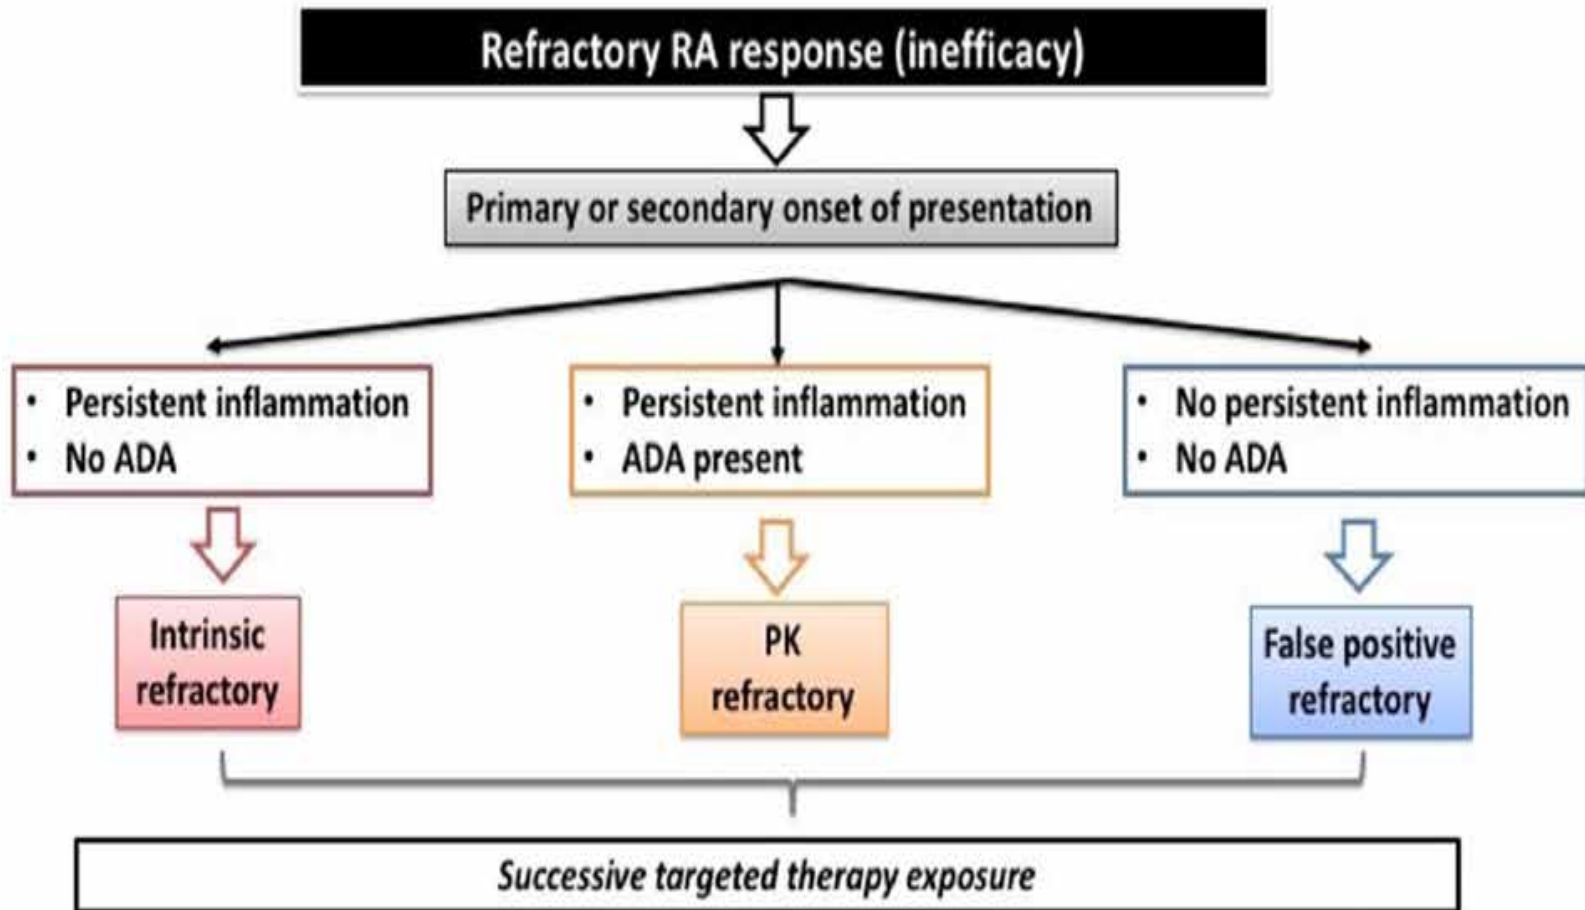 Refractory RA response (inefficacy)
Primary or secondary onset of presentation
• Persistent inflammation
• No ADA
• Persistent inflammation
• ADA present
• No persistent inflammation
• No ADA
Intrinsic
refractory
PK
refractory
False positive
refractory
Successive targeted therapy exposure